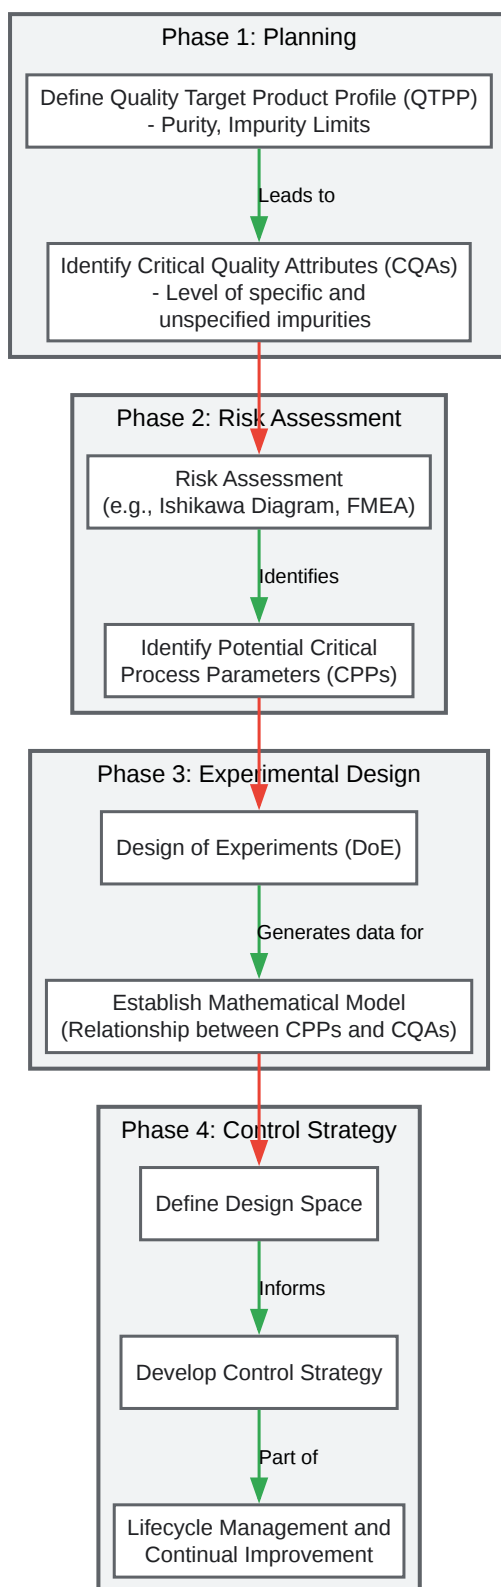 Phase 1: Planning
Define Quality Target Product Profile (QTPP)
- Purity, Impurity Limits
Leads to
Identify Critical Quality Attributes (CQAs)
- Level of specific and
unspecified impurities
Phase 2: Risk Assessment
Risk Assessment
(e.g., Ishikawa Diagram, FMEA)
Identifies
Identify Potential Critical
Process Parameters (CPPs)
Phase 3: Experimental Design
Design of Experiments (DoE)
Generates data for
Establish Mathematical Model
(Relationship between CPPs and CQAs)
Phase 4: Control Strategy
Define Design Space
Informs
Develop Control Strategy
Part of
Lifecycle Management and
Continual Improvement